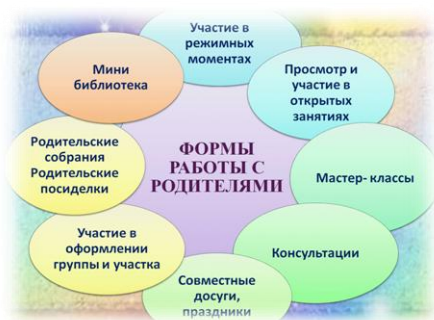 Участие в
режимных
моментах
Просмотр и
участие в
открытых
занятиях
Мастер- классы
Консультации
Совместные
досуги,
праздники
Участие в
оформлении
группы и участка
Родительские
собрания
Родительские
посиделки
Мини
библиотека
ФОРМЫ
РАБОТЫ С
РОДИТЕЛЯМИ